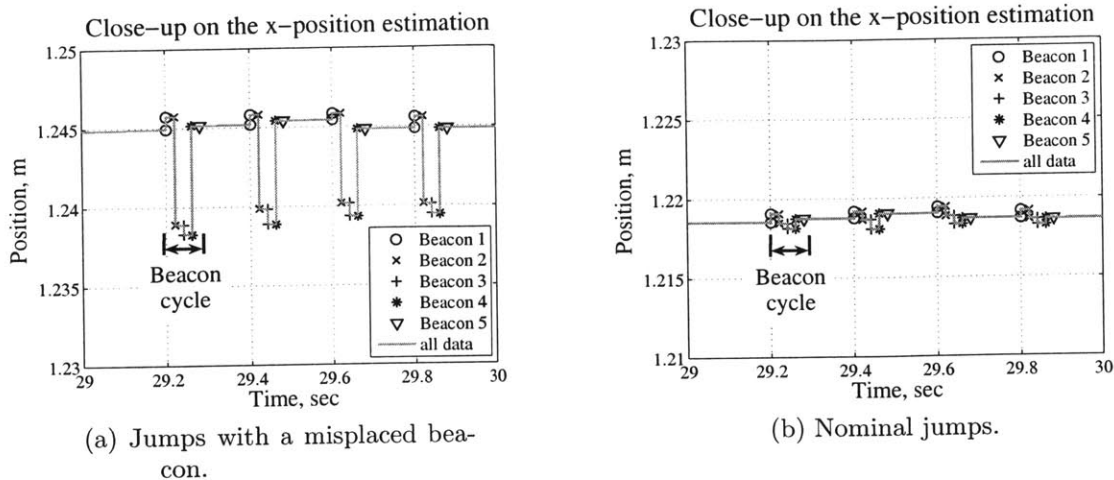 Close-up on the x-position estimation
1.25
1.245
1.24
1.235
1.23
Position, m
Beacon
cycle
Beacon 1
Beacon 2
Beacon 3
Beacon 4
Beacon 5
all data
29
29.2
29.4
29.6
29.8
30
Time, sec
(a) Jumps with a misplaced bea-
con.
Close-up on the x-position estimation
1.23
1.225
1.22
1.215
1.21
Position, m
Beacon
cycle
Beacon 1
Beacon 2
Beacon 3
Beacon 4
Beacon 5
all data
29
29.2
29.4
29.6
29.8
30
Time, sec
(b) Nominal jumps.